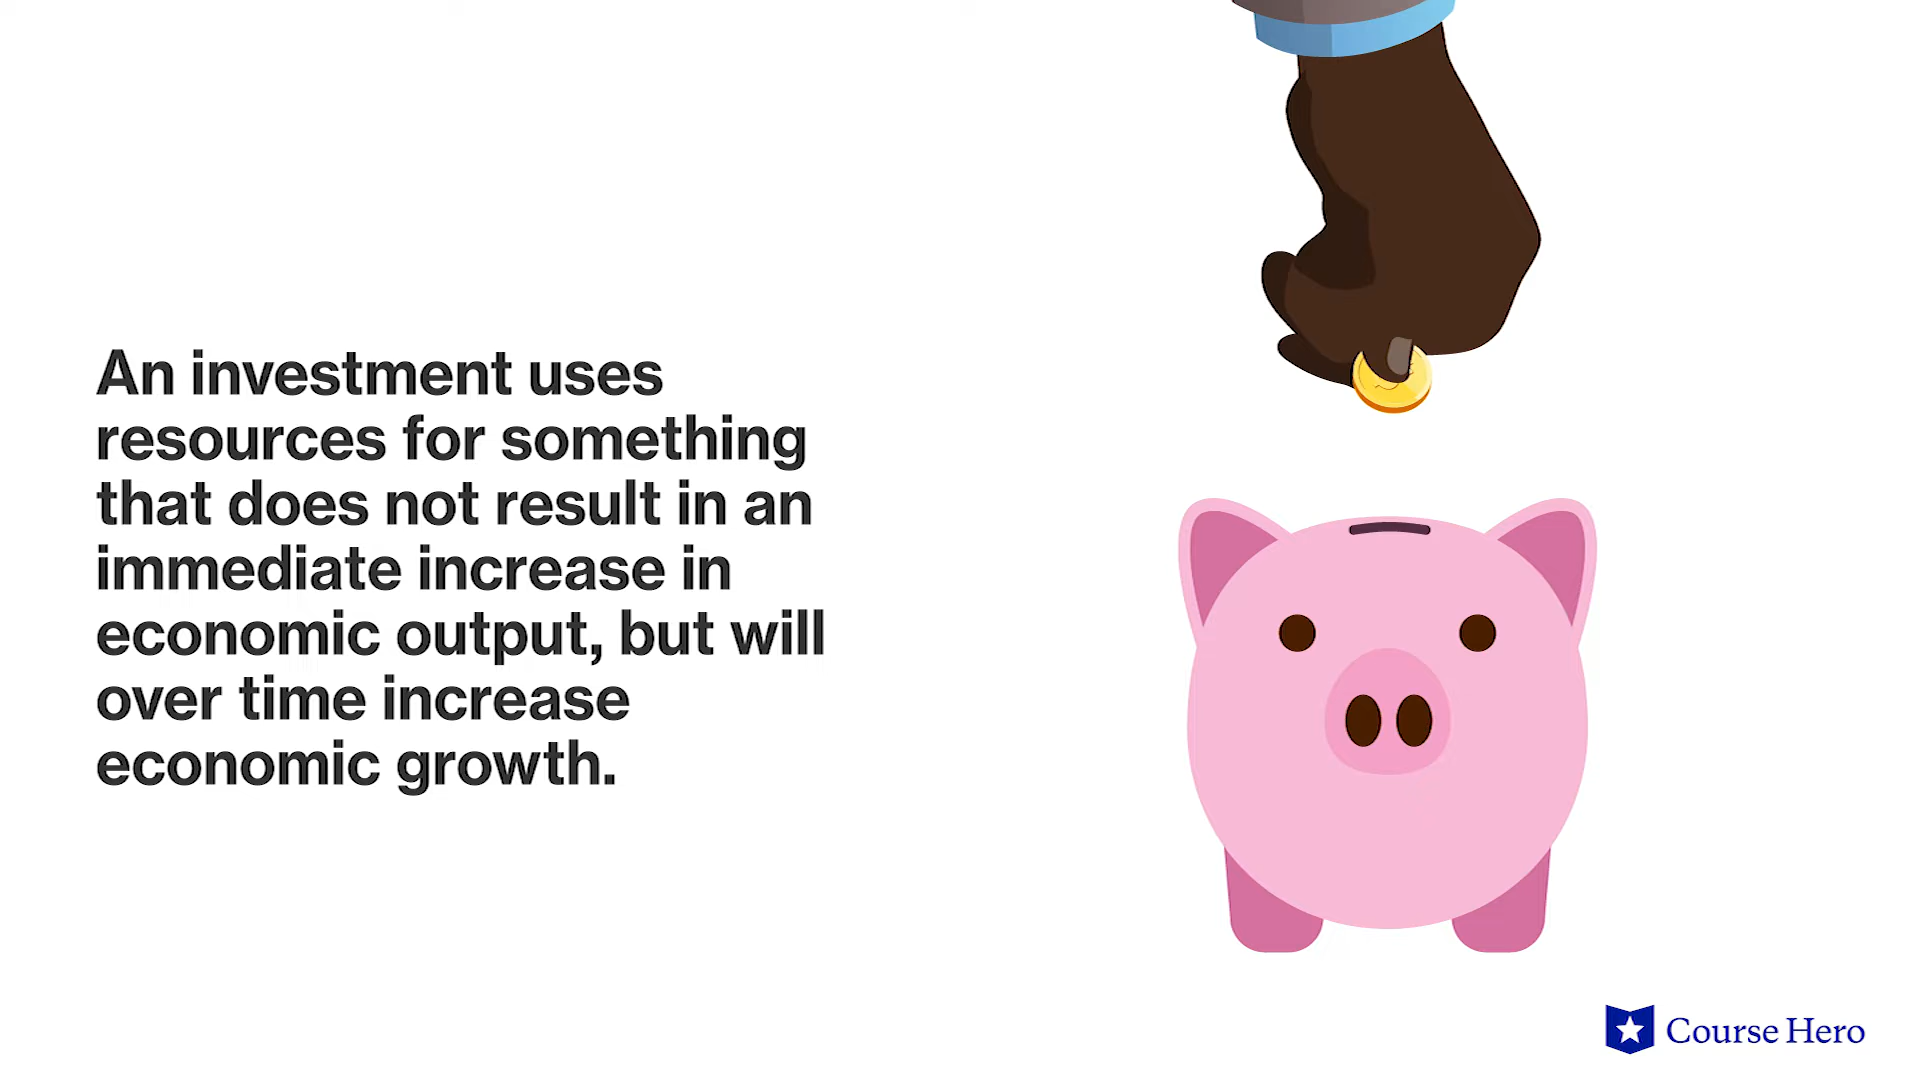 An investment uses
resources for something
that does not result in an
immediate increase in
economic output, but will
over time increase
economic growth.
Course Hero